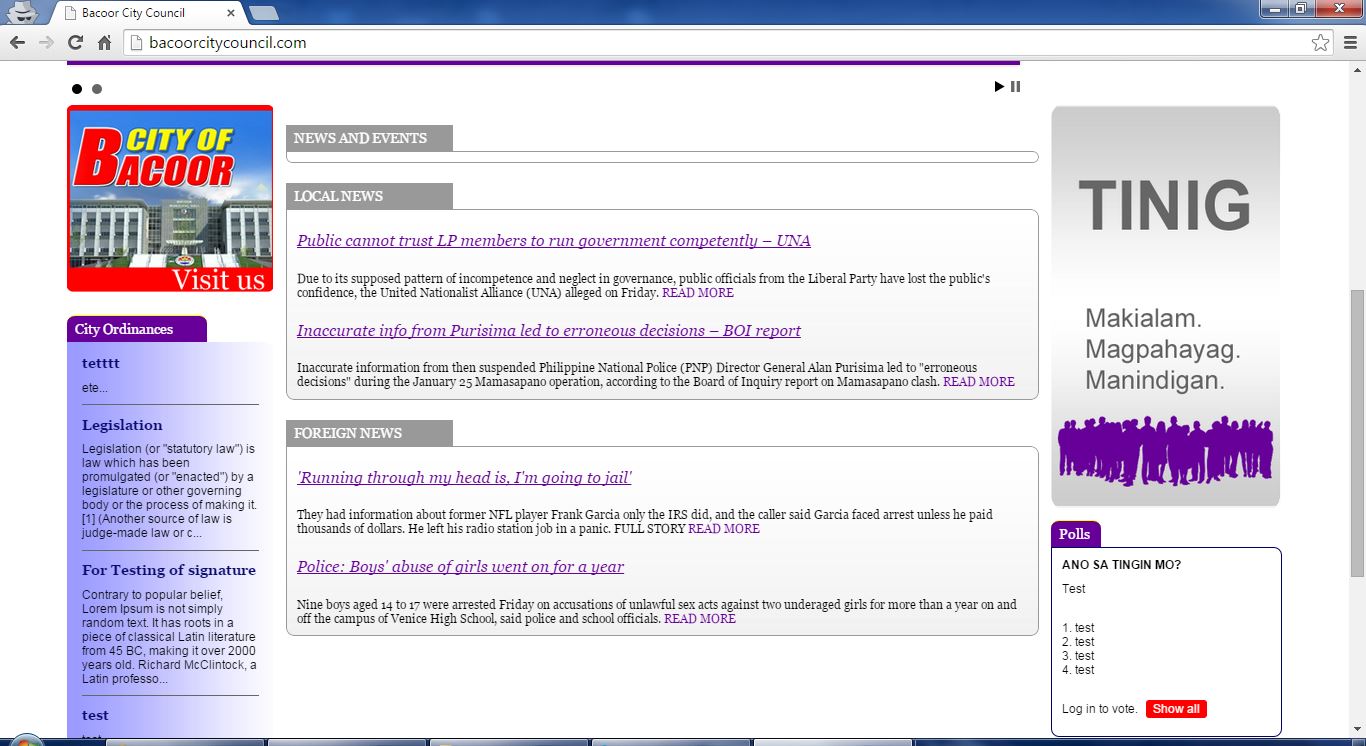 Bacoor City Council
bacoorcitycouncil.com
CITY OF
BACOOR
Visit us
City Ordinances
tetttt
ete...
Legislation
Legislation (or "statutory law") is
law which has been
promulgated (or "enacted") by a
legislature or other governing
body or the process of making it.
[1] (Another source of law is
judge-made law or c...
For Testing of signature
Contrary to popular belief,
Lorem Ipsum is not simply
random text. It has roots in a
piece of classical Latin literature
from 45 BC, making it over 2000
years old. Richard McClintock, a
Latin professo...
test
NEWS AND EVENTS
LOCAL NEWS
Public cannot trust LP members to run government competently – UNA
Due to its supposed pattern of incompetence and neglect in governance, public officials from the Liberal Party have lost the public's
confidence, the United Nationalist Alliance (UNA) alleged on Friday. READ MORE
Inaccurate info from Purisima led to erroneous decisions – BOI report
Inaccurate information from then suspended Philippine National Police (PNP) Director General Alan Purisima led to "erroneous
decisions" during the January 25 Mamasapano operation, according to the Board of Inquiry report on Mamasapano clash. READ MORE
FOREIGN NEWS
'Running through my head is, I'm going to jail'
They had information about former NFL player Frank Garcia only the IRS did, and the caller said Garcia faced arrest unless he paid
thousands of dollars. He left his radio station job in a panic. FULL STORY READ MORE
Police: Boys' abuse of girls went on for a year
Nine boys aged 14 to 17 were arrested Friday on accusations of unlawful sex acts against two underaged girls for more than a year on and
off the campus of Venice High School, said police and school officials. READ MORE
TINIG
Makialam.
Magpahayag.
Manindigan.
Polls
ANO SA TINGIN MO?
Test
1. test
2. test
3. test
4. test
Log in to vote. Show all